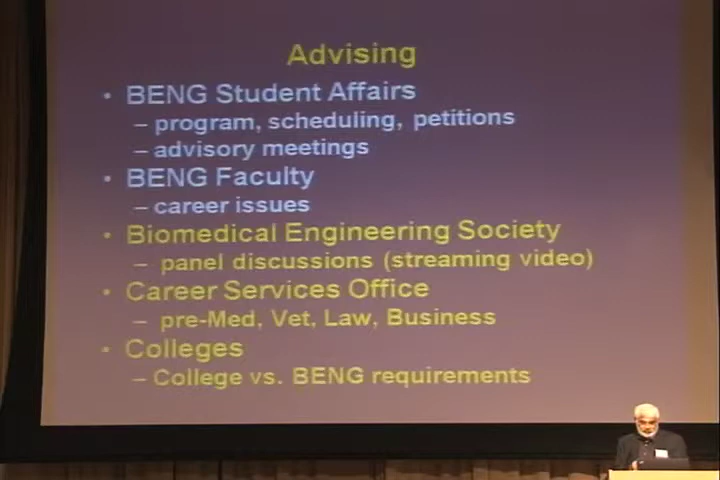 Advising
• BENG Student Affairs
– program, scheduling, petitions
– advisory meetings
• BENG Faculty
– career issues
• Biomedical Engineering Society
– panel discussions (streaming video)
• Career Services Office
– pre-Med, Vet, Law, Business
• Colleges
– College vs. BENG requirements